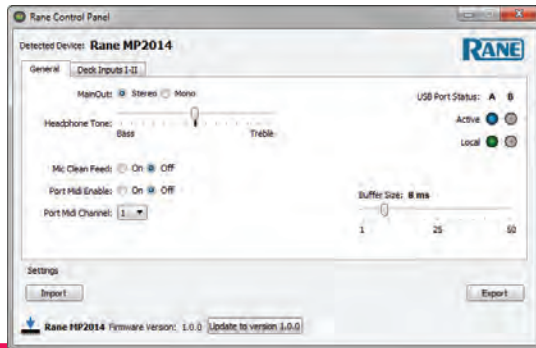 Rane Control Panel
Detected Device: Rane MP2014
RANE
General Deck Inputs I-II
MainOut: Stereo Mono
USB Port Status: A B
Active
Headphone Tone:
Bass Treble
Local
Mic Clean Feed: On Off
Port Midi Enable: On Off
Buffer Size: 8 ms
Port Midi Channel: 1
1 25 50
Settings
Import Export
Rane MP2014 Firmware Version: 1.0.0 Update to version 1.0.0